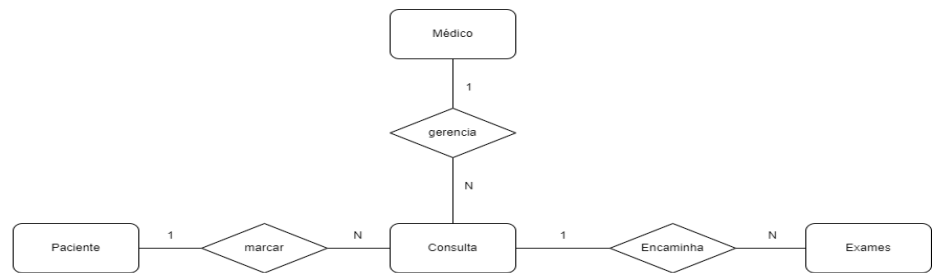 Médico
1
gerencia
N
Paciente
1
marcar
N
Consulta
1
Encaminha
N
Exames